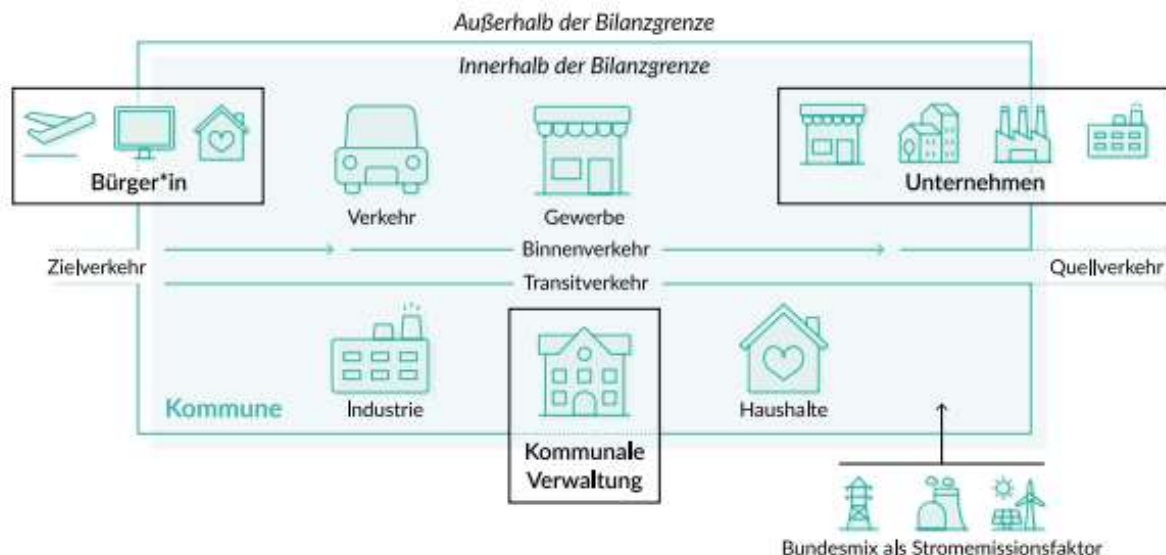 Außerhalb der Bilanzgrenze
Innerhalb der Bilanzgrenze
Bürger*in
Verkehr
Gewerbe
Unternehmen
Zielverkehr
Binnenverkehr
Quellverkehr
Transitverkehr
Kommune
Industrie
Haushalte
Kommunale
Verwaltung
Bundesmix als Stromemissionsfaktor